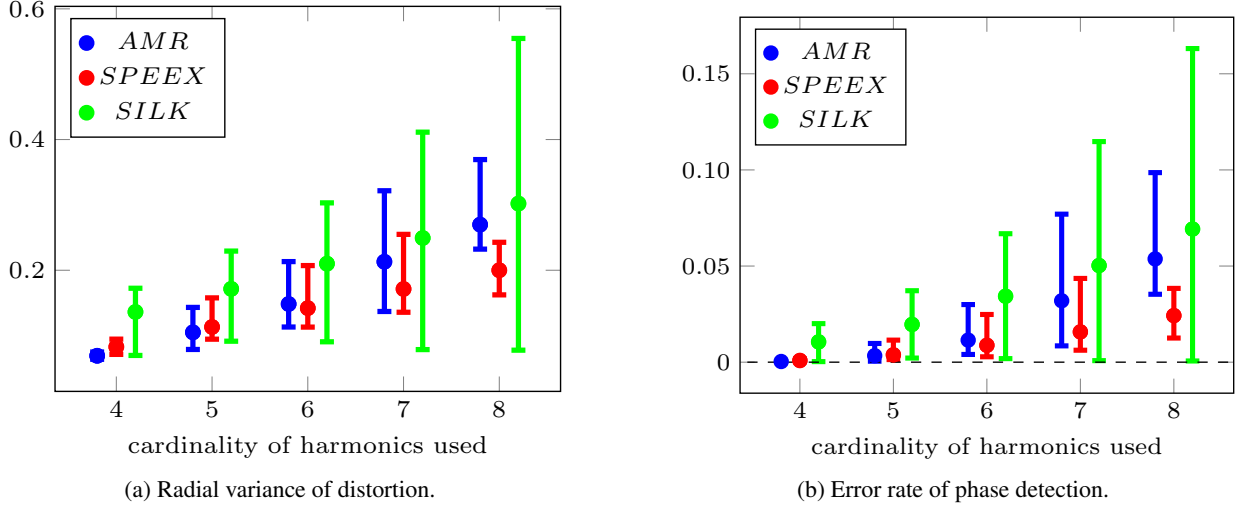 0.6
0.4
0.2
AMR
SPEEX
SILK
4 5 6 7 8
cardinality of harmonics used
(a) Radial variance of distortion.
0.15
0.10
0.05
0
AMR
SPEEX
SILK
4 5 6 7 8
cardinality of harmonics used
(b) Error rate of phase detection.